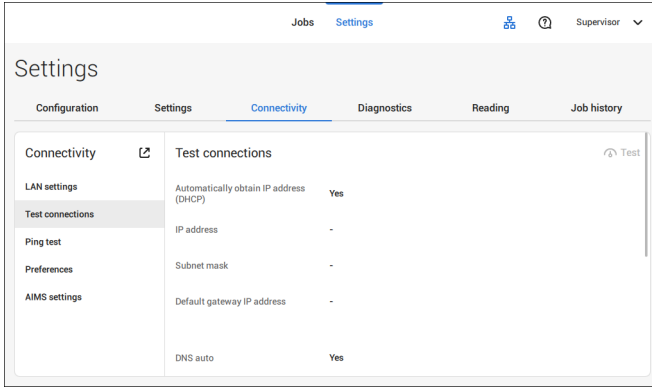 Jobs Settings Supervisor
Settings
Configuration Settings Connectivity Diagnostics Reading Job history
Connectivity
LAN settings
Test connections
Ping test
Preferences
AIMS settings
Test connections Test
Automatically obtain IP address
(DHCP) Yes
IP address -
Subnet mask -
Default gateway IP address -
DNS auto Yes